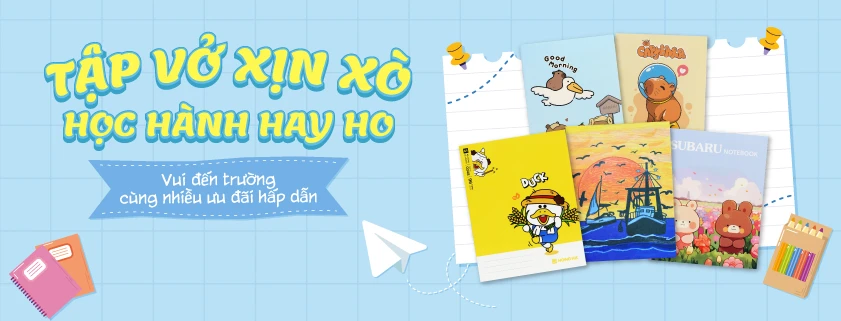 TẬP VỞ XỊN XÒ
HỌC HÀNH HAY HO
Vui đến trường
cùng nhiều ưu đãi hấp dẫn
Good
Morning
Capybara
DUCK
SUBARU NOTEBOOK